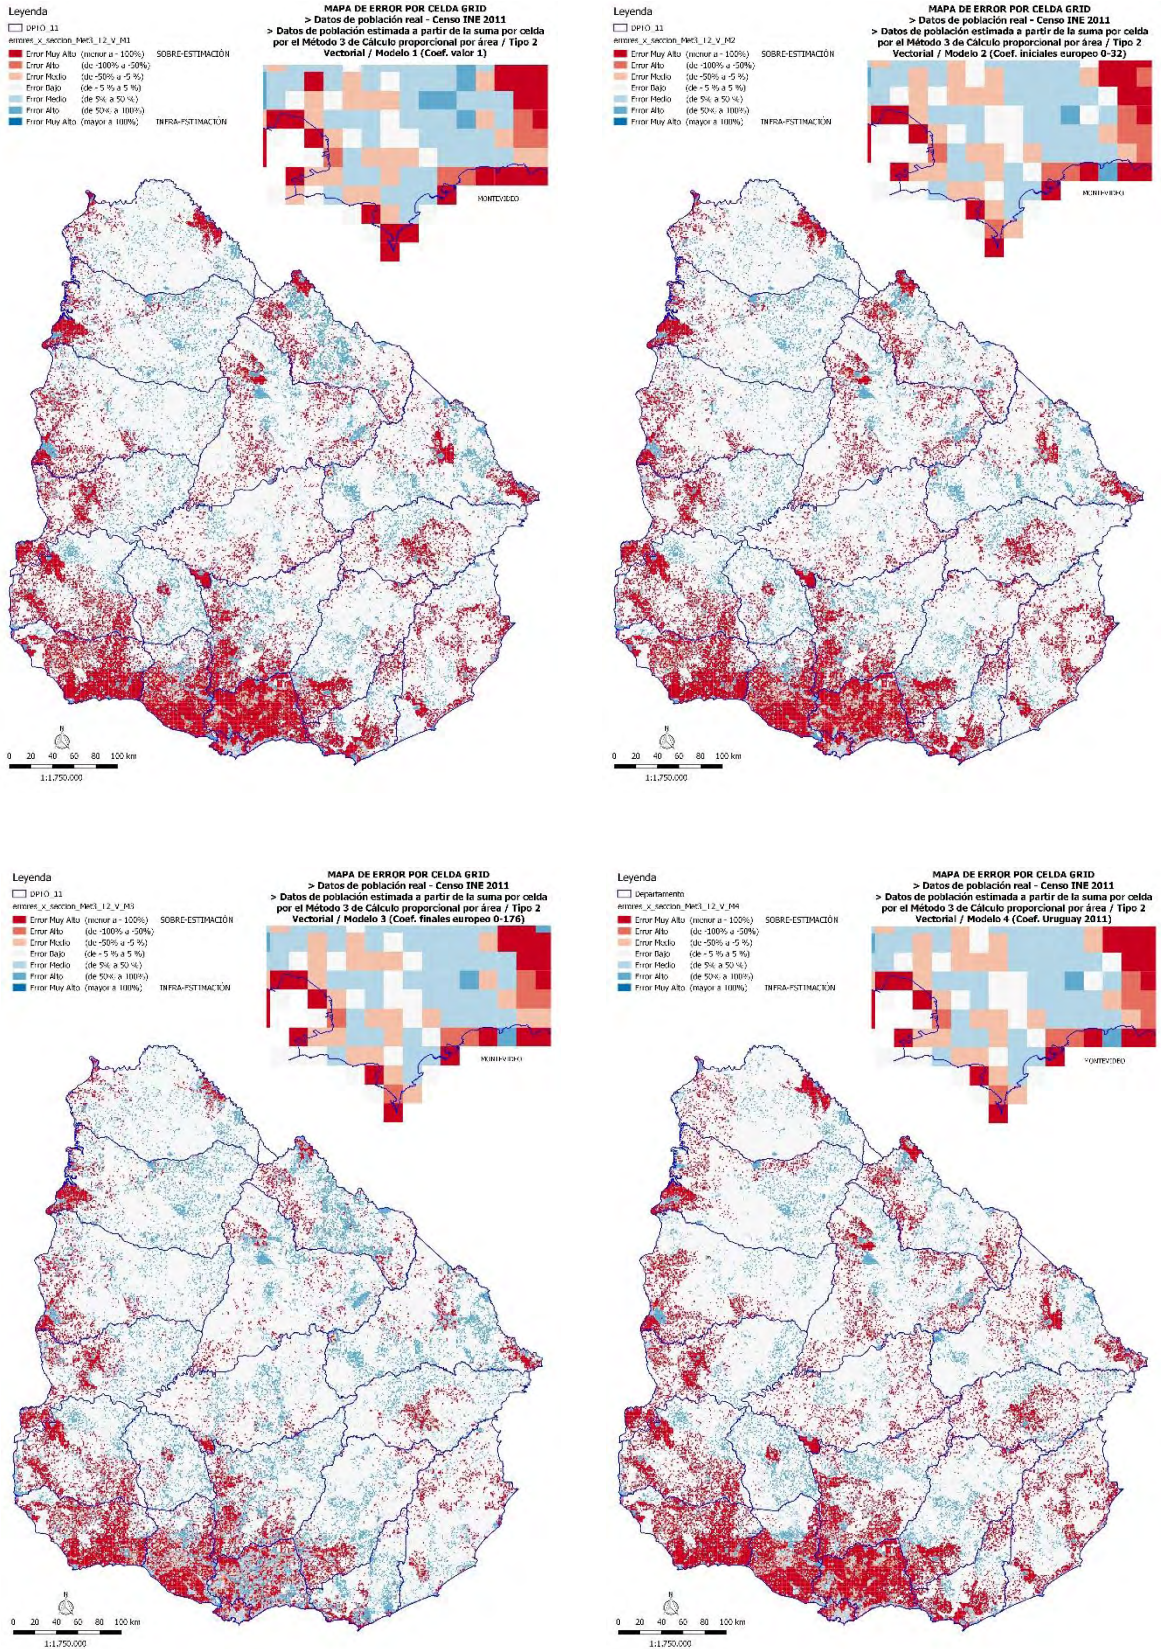 Leyenda
DPTO_11
errores_x_seccion_Met3_T2_V_M1
Error Muy Alto (menor a - 100%) SOBRE-ESTIMACIÓN
Error Alto (de -100% a -50%)
Error Medio (de -50% a -5 %)
Error Bajo (de - 5 % a 5 %)
Error Medio (de 5% a 50 %)
Error Alto (de 50% a 100%)
Error Muy Alto (mayor a 100%) INFRA-ESTIMACIÓN
MAPA DE ERROR POR CELDA GRID
> Datos de población real - Censo INE 2011
> Datos de población estimada a partir de la suma por celda
por el Método 3 de Cálculo proporcional por área / Tipo 2
Vectorial / Modelo 1 (Coef. valor 1)
MONTEVIDEO
N
0 20 40 60 80 100 km
1:1.750.000
Leyenda
DPTO_11
errores_x_seccion_Met3_T2_V_M2
Error Muy Alto (menor a - 100%) SOBRE-ESTIMACIÓN
Error Alto (de -100% a -50%)
Error Medio (de -50% a -5 %)
Error Bajo (de - 5 % a 5 %)
Error Medio (de 5% a 50 %)
Error Alto (de 50% a 100%)
Error Muy Alto (mayor a 100%) INFRA-ESTIMACIÓN
MAPA DE ERROR POR CELDA GRID
> Datos de población real - Censo INE 2011
> Datos de población estimada a partir de la suma por celda
por el Método 3 de Cálculo proporcional por área / Tipo 2
Vectorial / Modelo 2 (Coef. iniciales europeo 0-32)
MONTEVIDEO
N
0 20 40 60 80 100 km
1:1.750.000
Leyenda
DPTO_11
errores_x_seccion_Met3_T2_V_M3
Error Muy Alto (menor a - 100%) SOBRE-ESTIMACIÓN
Error Alto (de -100% a -50%)
Error Medio (de -50% a -5 %)
Error Bajo (de - 5 % a 5 %)
Error Medio (de 5% a 50 %)
Error Alto (de 50% a 100%)
Error Muy Alto (mayor a 100%) INFRA-ESTIMACIÓN
MAPA DE ERROR POR CELDA GRID
> Datos de población real - Censo INE 2011
> Datos de población estimada a partir de la suma por celda
por el Método 3 de Cálculo proporcional por área / Tipo 2
Vectorial / Modelo 3 (Coef. finales europeo 0-176)
MONTEVIDEO
N
0 20 40 60 80 100 km
1:1.750.000
Leyenda
Departamento
errores_x_seccion_Met3_T2_V_M4
Error Muy Alto (menor a - 100%) SOBRE-ESTIMACIÓN
Error Alto (de -100% a -50%)
Error Medio (de -50% a -5 %)
Error Bajo (de - 5 % a 5 %)
Error Medio (de 5% a 50 %)
Error Alto (de 50% a 100%)
Error Muy Alto (mayor a 100%) INFRA-ESTIMACIÓN
MAPA DE ERROR POR CELDA GRID
> Datos de población real - Censo INE 2011
> Datos de población estimada a partir de la suma por celda
por el Método 3 de Cálculo proporcional por área / Tipo 2
Vectorial / Modelo 4 (Coef. Uruguay 2011)
MONTEVIDEO
N
0 20 40 60 80 100 km
1:1.750.000